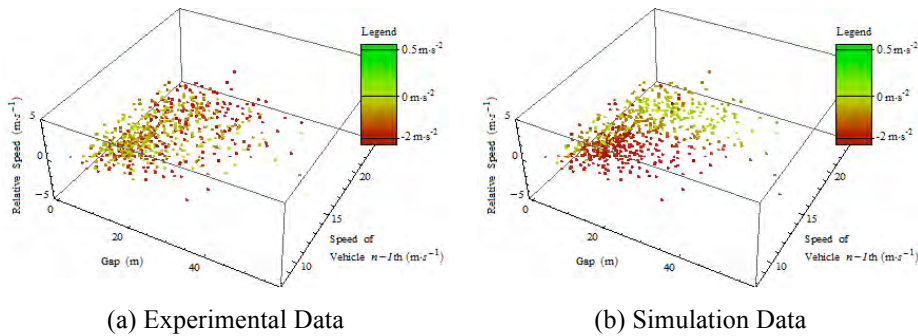 Legend
0.5 m·s⁻²
0 m·s⁻²
-2 m·s⁻²
5
0
-5
Relative Speed (m·s⁻¹)
0
20
40
Gap (m)
10
15
20
Speed of
Vehicle n-1th (m·s⁻¹)
(a) Experimental Data
Legend
0.5 m·s⁻²
0 m·s⁻²
-2 m·s⁻²
5
0
-5
Relative Speed (m·s⁻¹)
0
20
40
Gap (m)
10
15
20
Speed of
Vehicle n-1th (m·s⁻¹)
(b) Simulation Data